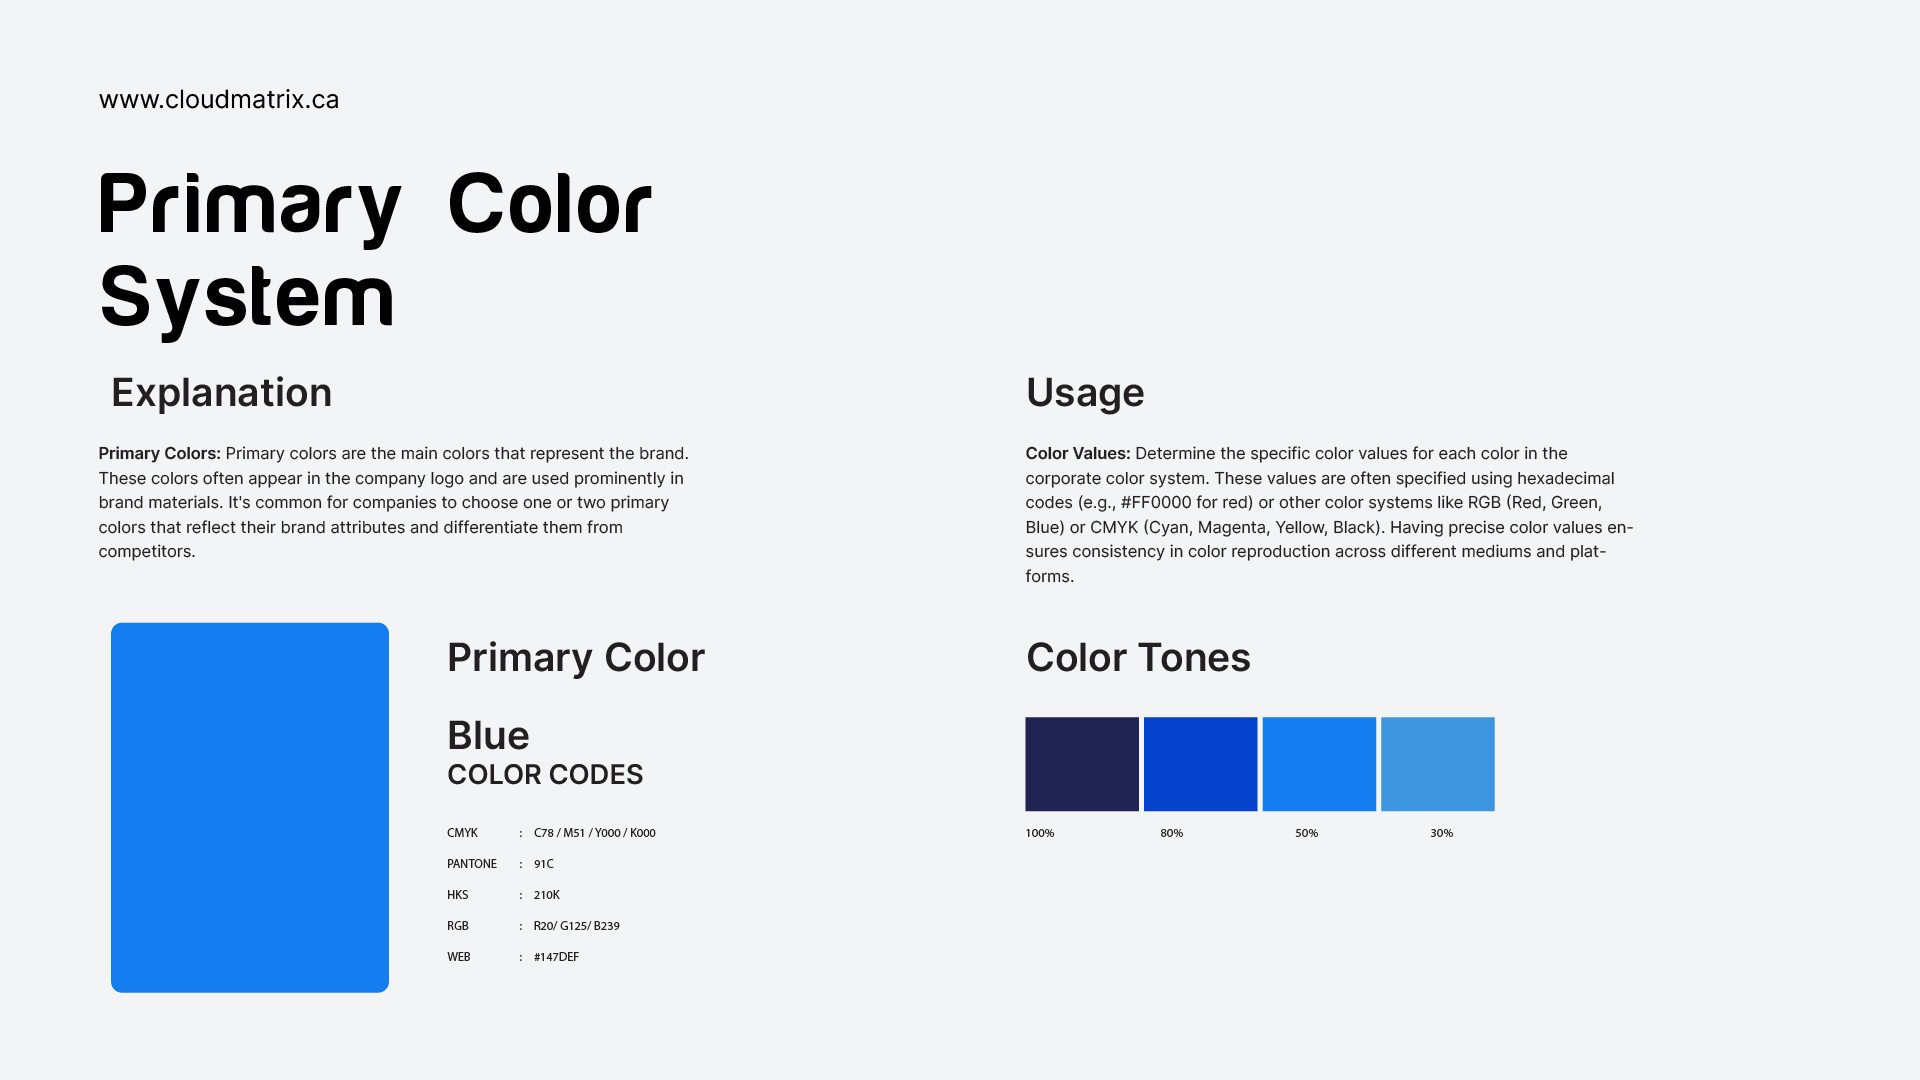 www.cloudmatrix.ca
Primary Color
System
Explanation
Primary Colors: Primary colors are the main colors that represent the brand.
These colors often appear in the company logo and are used prominently in
brand materials. It's common for companies to choose one or two primary
colors that reflect their brand attributes and differentiate them from
competitors.
Usage
Color Values: Determine the specific color values for each color in the
corporate color system. These values are often specified using hexadecimal
codes (e.g., #FF0000 for red) or other color systems like RGB (Red, Green,
Blue) or CMYK (Cyan, Magenta, Yellow, Black). Having precise color values en-
sures consistency in color reproduction across different mediums and plat-
forms.
Primary Color
Blue
COLOR CODES
CMYK : C78 / M51 / Y000 / K000
PANTONE : 91C
HKS : 210K
RGB : R20/ G125/ B239
WEB : #147DEF
Color Tones
100% 80% 50% 30%